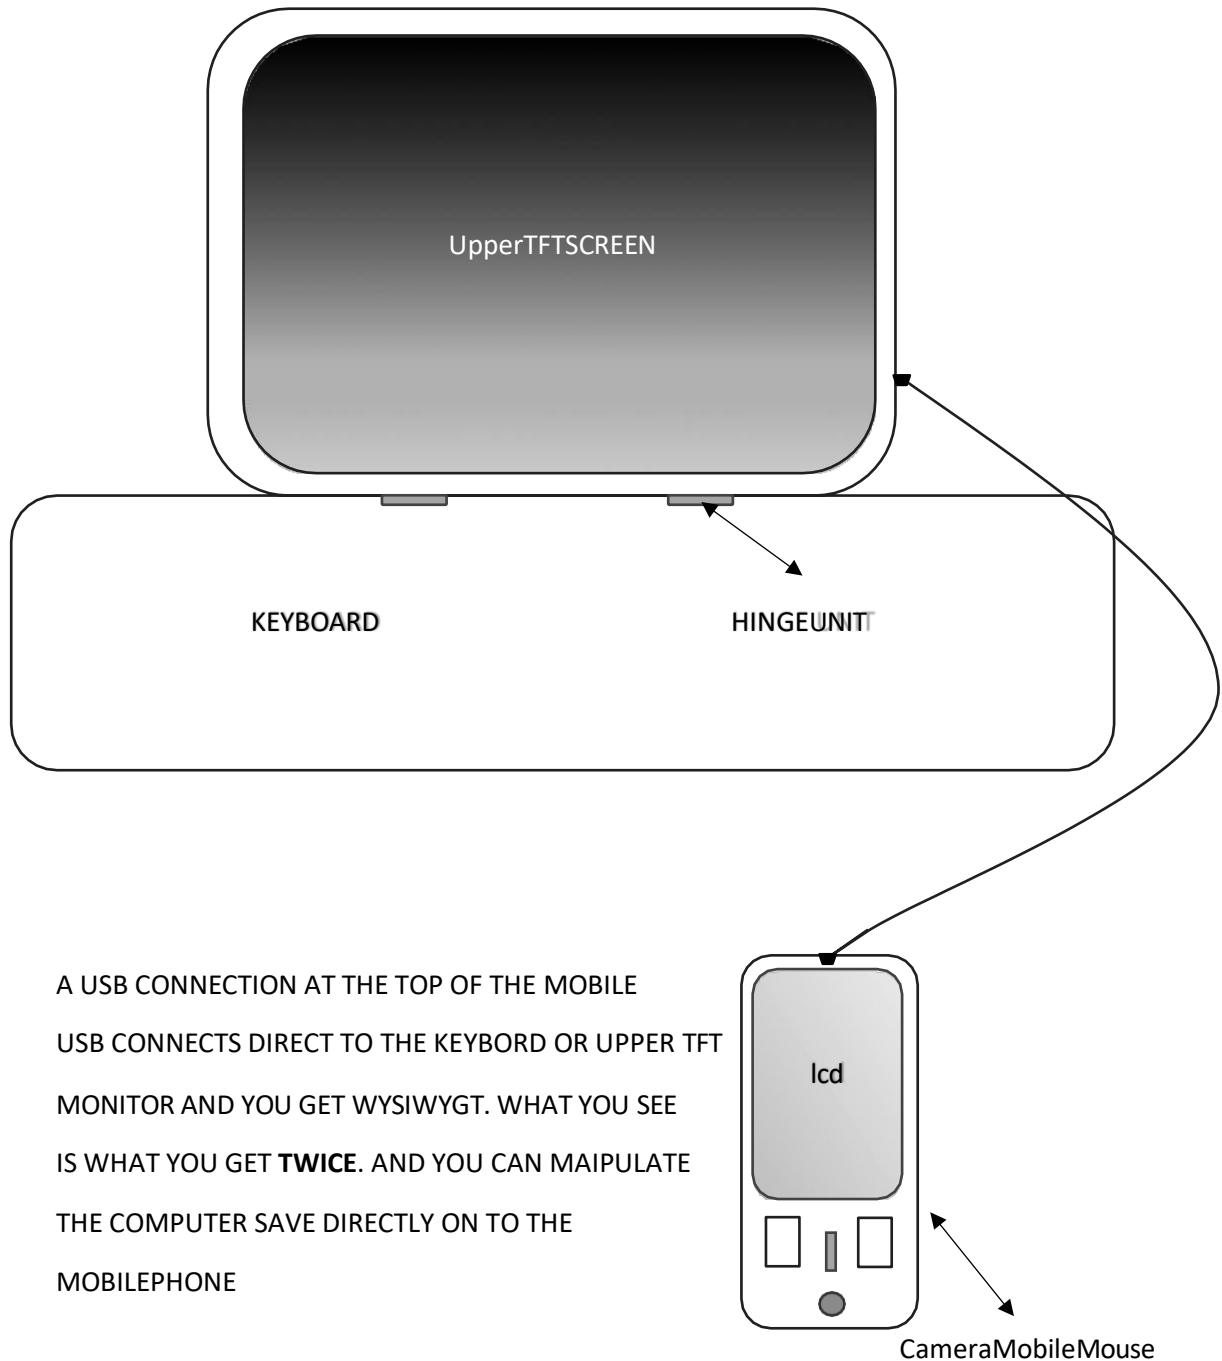 UpperTFTSCREEN
KEYBOARD
HINGEUNIT
A USB CONNECTION AT THE TOP OF THE MOBILE
USB CONNECTS DIRECT TO THE KEYBORD OR UPPER TFT
MONITOR AND YOU GET WYSIWYGT. WHAT YOU SEE
IS WHAT YOU GET TWICE. AND YOU CAN MAIPULATE
THE COMPUTER SAVE DIRECTLY ON TO THE
MOBILEPHONE
lcd
CameraMobileMouse